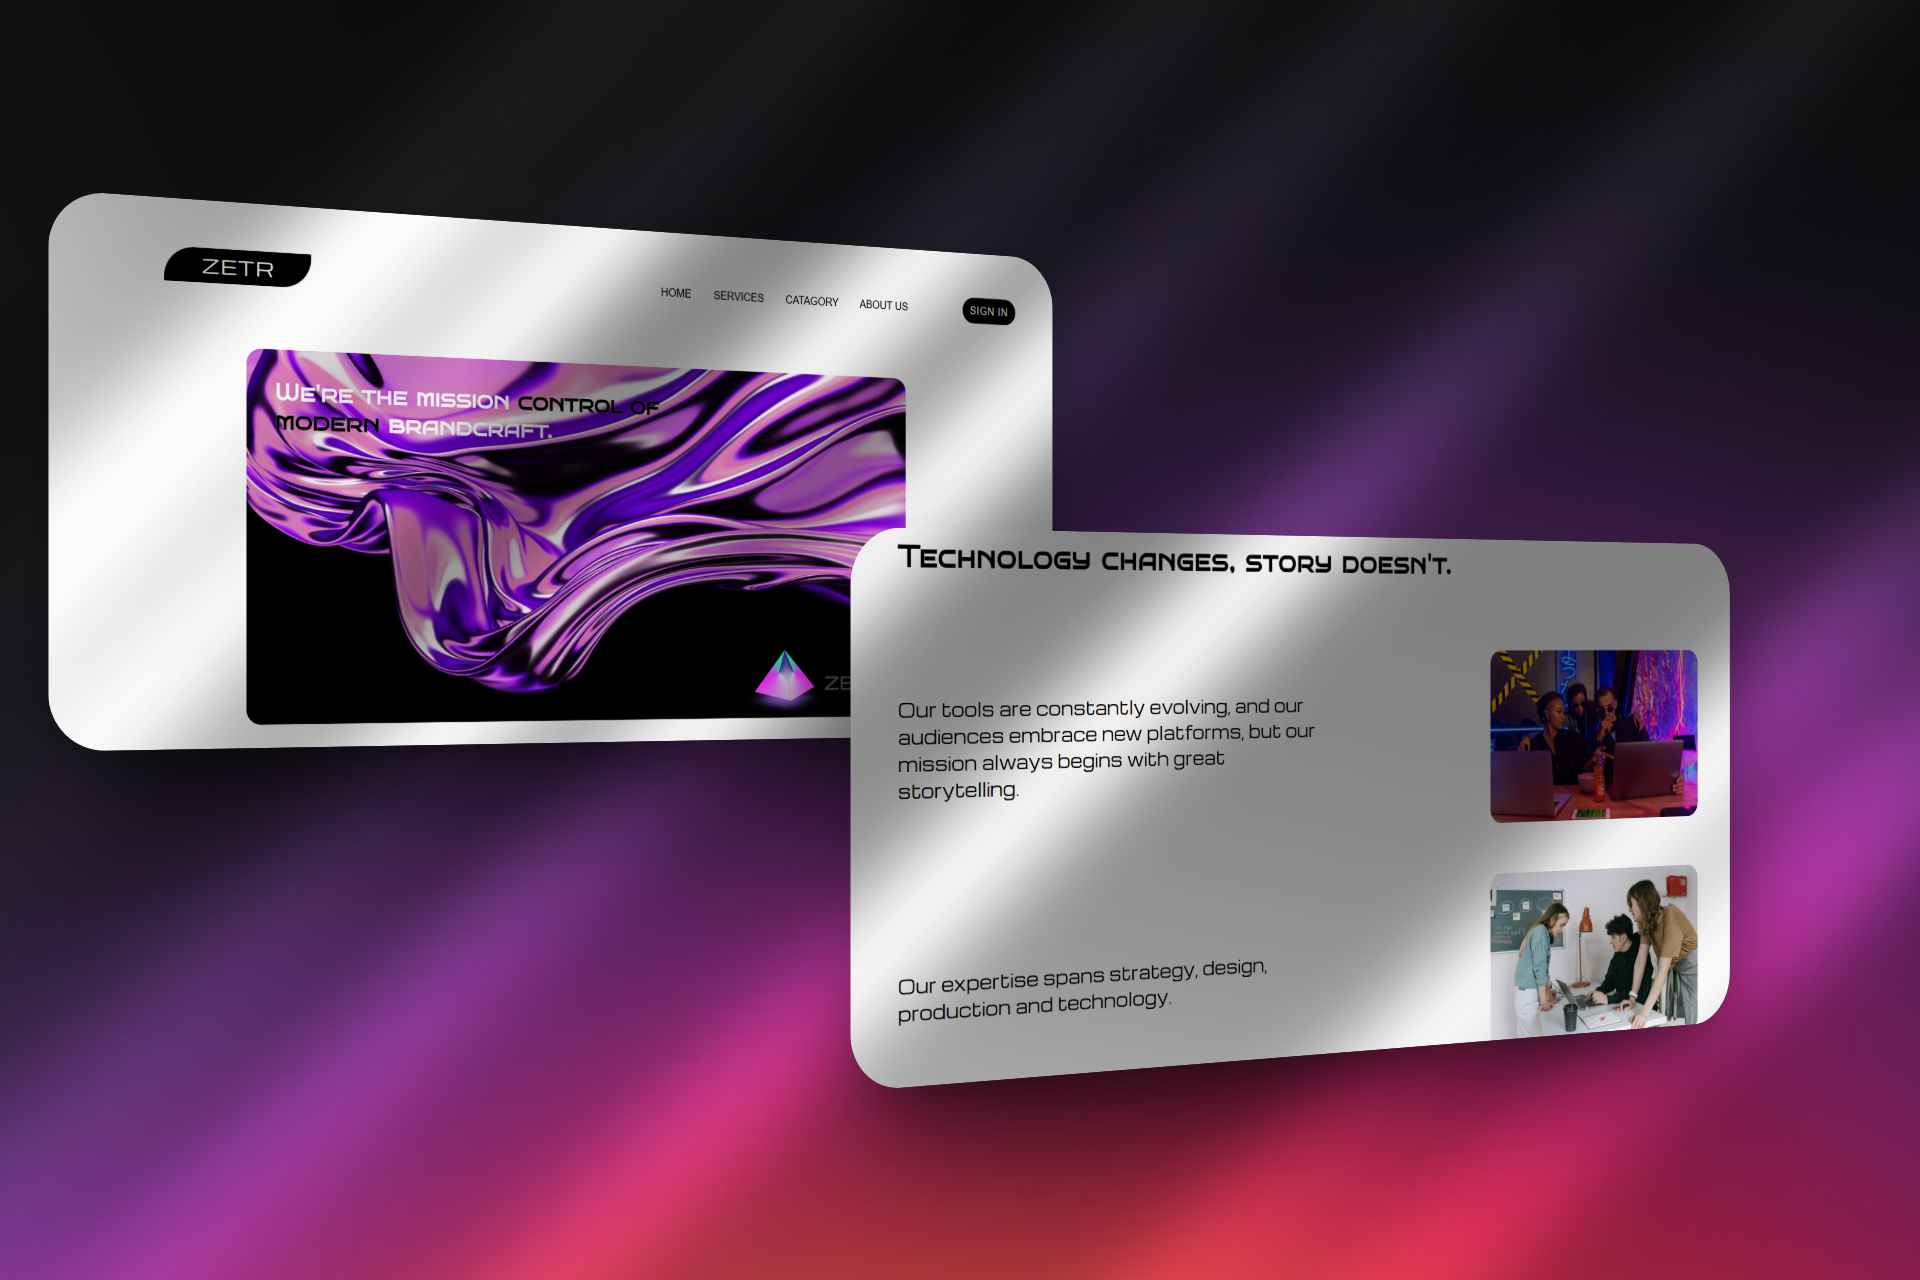 ZETR
HOME SERVICES CATAGORY ABOUT US SIGN IN
WE'RE THE MISSION CONTROL OF
MODERN BRANDCRAFT.
TECHNOLOGY CHANGES, STORY DOESN'T.
Our tools are constantly evolving, and our
audiences embrace new platforms, but our
mission always begins with great
storytelling.
Our expertise spans strategy, design,
production and technology.